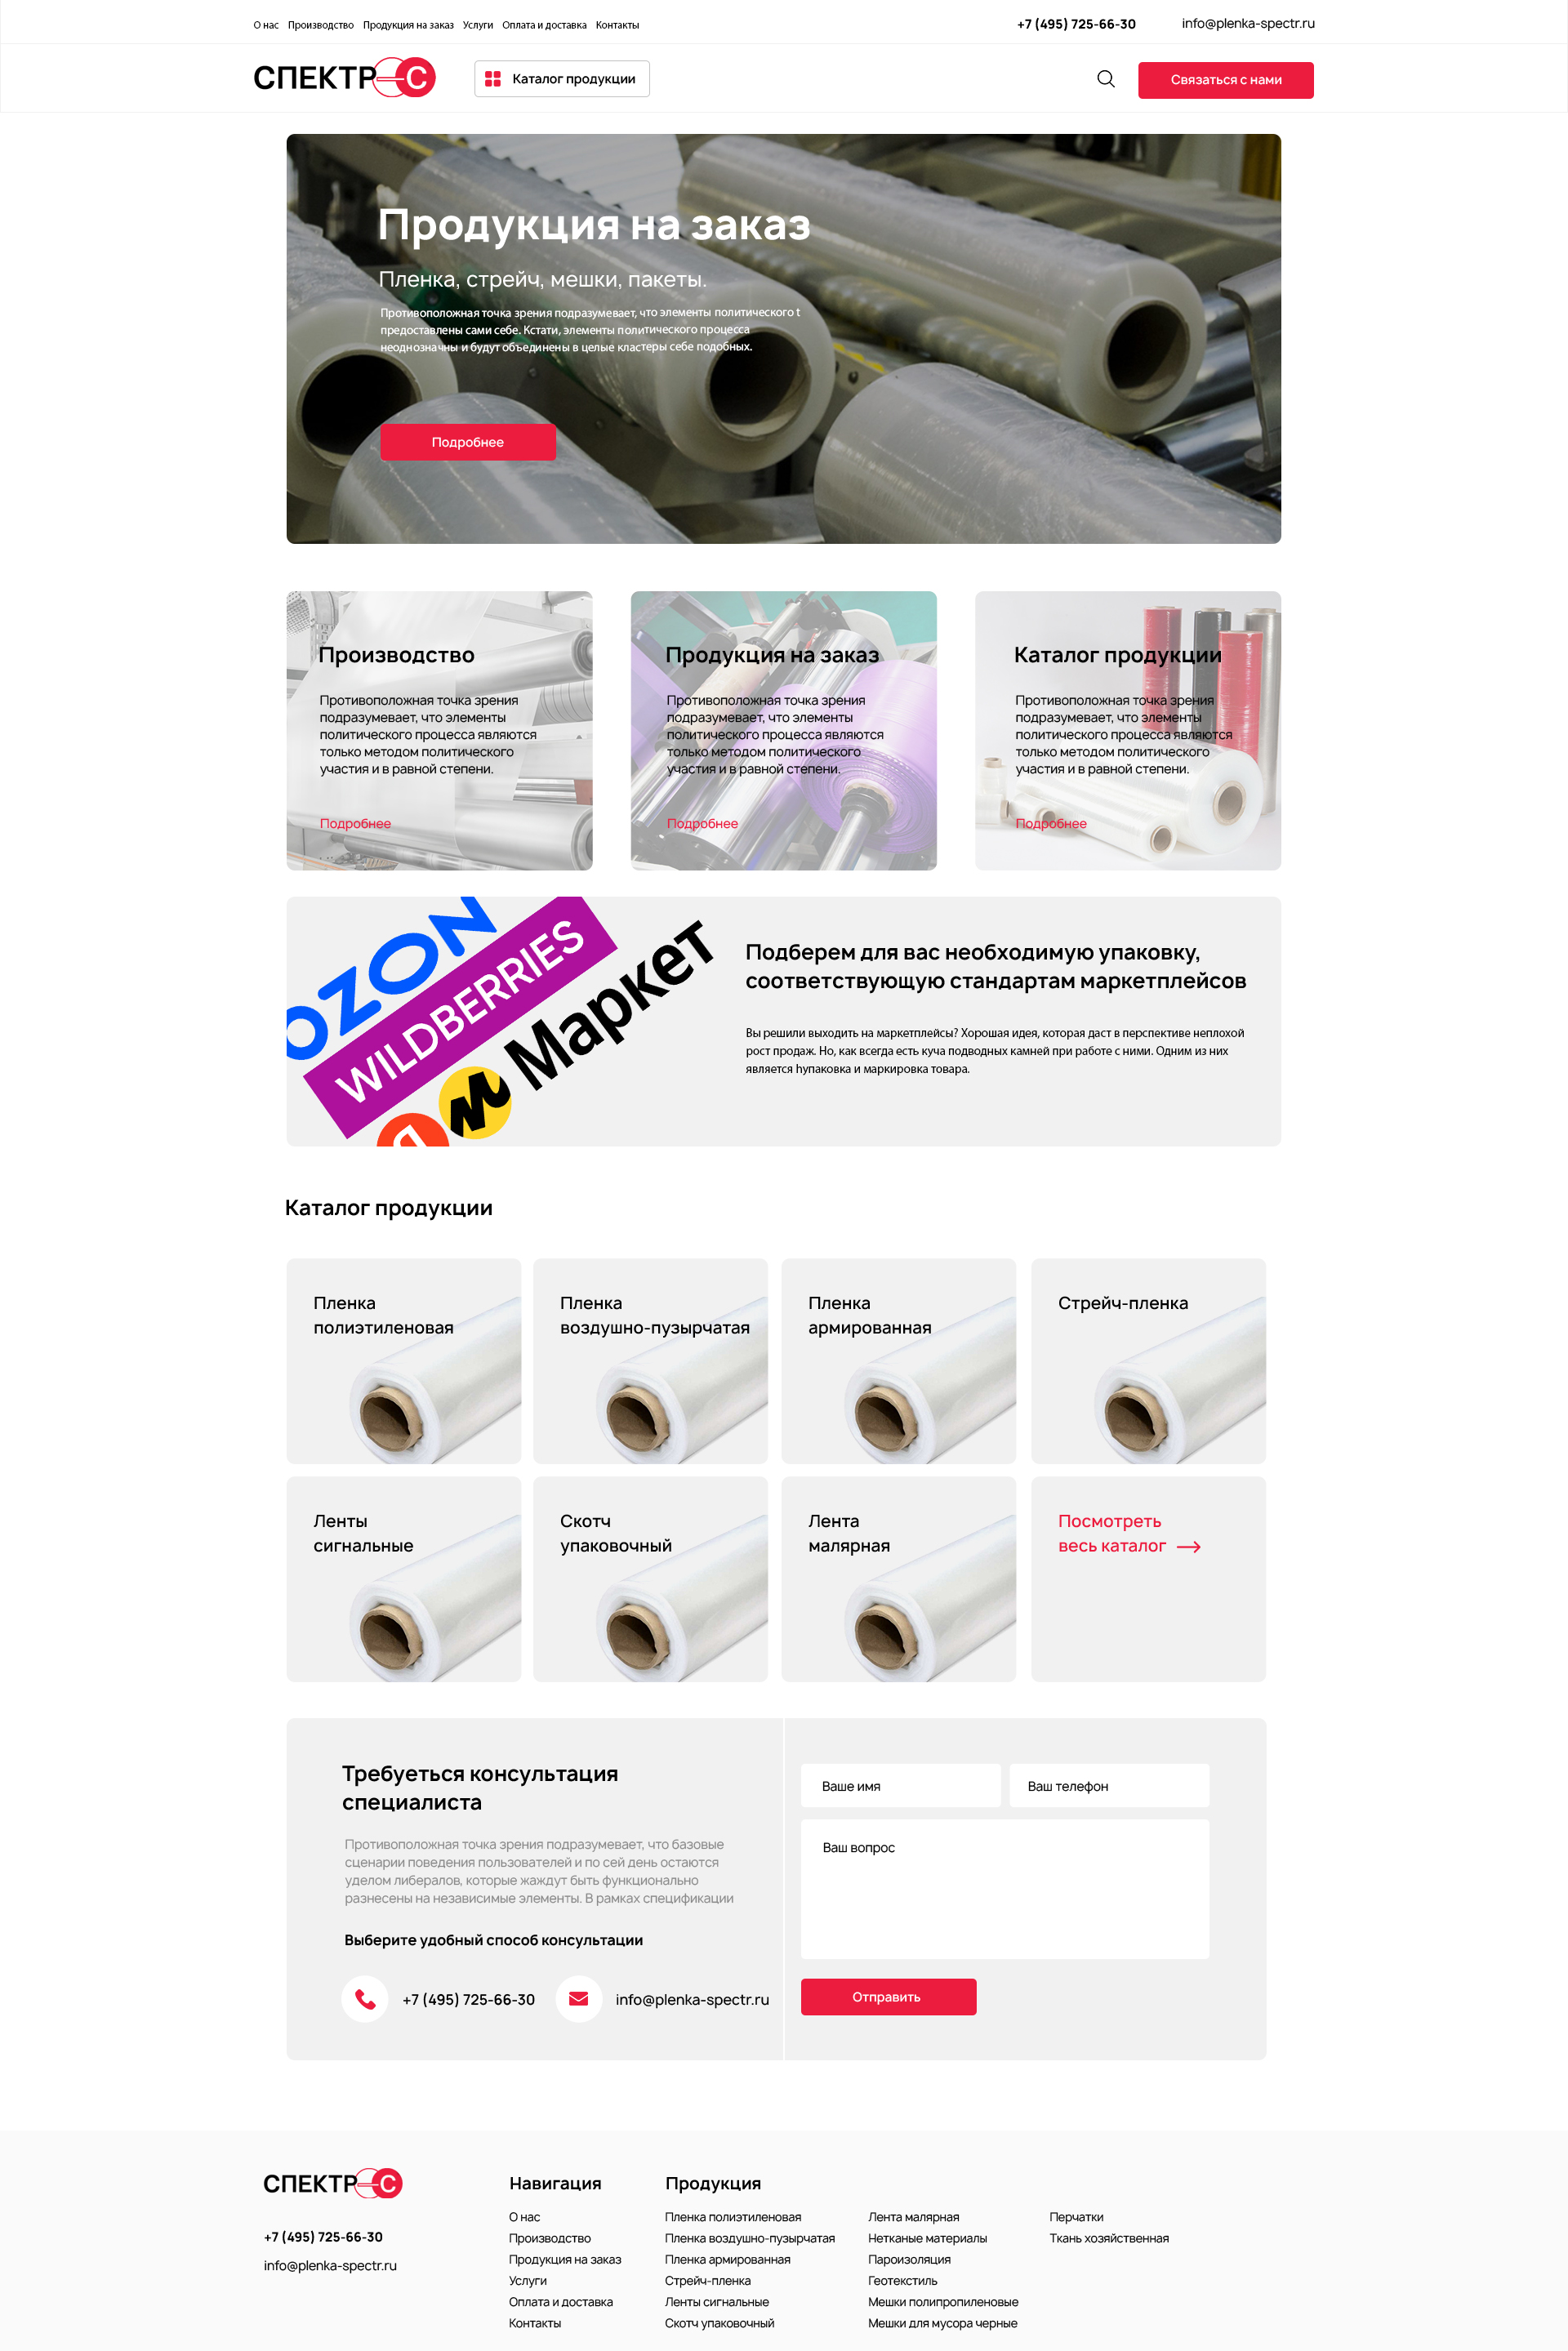 О нас Производство Продукция на заказ Услуги Оплата и доставка Контакты
+7 (495) 725-66-30
info@plenka-spectr.ru
СПЕКТР С
Каталог продукции
Связаться с нами
Продукция на заказ
Пленка, стрейч, мешки, пакеты.
Противоположная точка зрения подразумевает, что элементы политического t
предоставлены сами себе. Кстати, элементы политического процесса
неоднозначны и будут объединены в целые кластеры себе подобных.
Подробнее
Производство
Противоположная точка зрения
подразумевает, что элементы
политического процесса являются
только методом политического
участия и в равной степени.
Подробнее
Продукция на заказ
Противоположная точка зрения
подразумевает, что элементы
политического процесса являются
только методом политического
участия и в равной степени.
Подробнее
Каталог продукции
Противоположная точка зрения
подразумевает, что элементы
политического процесса являются
только методом политического
участия и в равной степени.
Подробнее
OZON
WILDBERRIES
Маркет
Подберем для вас необходимую упаковку,
соответствующую стандартам маркетплейсов
Вы решили выходить на маркетплейсы? Хорошая идея, которая даст в перспективе неплохой
рост продаж. Но, как всегда есть куча подводных камней при работе с ними. Одним из них
является hупаковка и маркировка товара.
Каталог продукции
Пленка
полиэтиленовая
Пленка
воздушно-пузырчатая
Пленка
армированная
Стрейч-пленка
Ленты
сигнальные
Скотч
упаковочный
Лента
малярная
Посмотреть
весь каталог
Требуеться консультация
специалиста
Противоположная точка зрения подразумевает, что базовые
сценарии поведения пользователей и по сей день остаются
уделом либералов, которые жаждут быть функционально
разнесены на независимые элементы. В рамках спецификации
Выберите удобный способ консультации
+7 (495) 725-66-30
info@plenka-spectr.ru
Ваше имя
Ваш телефон
Ваш вопрос
Отправить
СПЕКТР С
+7 (495) 725-66-30
info@plenka-spectr.ru
Навигация
О нас
Производство
Продукция на заказ
Услуги
Оплата и доставка
Контакты
Продукция
Пленка полиэтиленовая
Пленка воздушно-пузырчатая
Пленка армированная
Стрейч-пленка
Ленты сигнальные
Скотч упаковочный
Лента малярная
Нетканые материалы
Пароизоляция
Геотекстиль
Мешки полипропиленовые
Мешки для мусора черные
Перчатки
Ткань хозяйственная